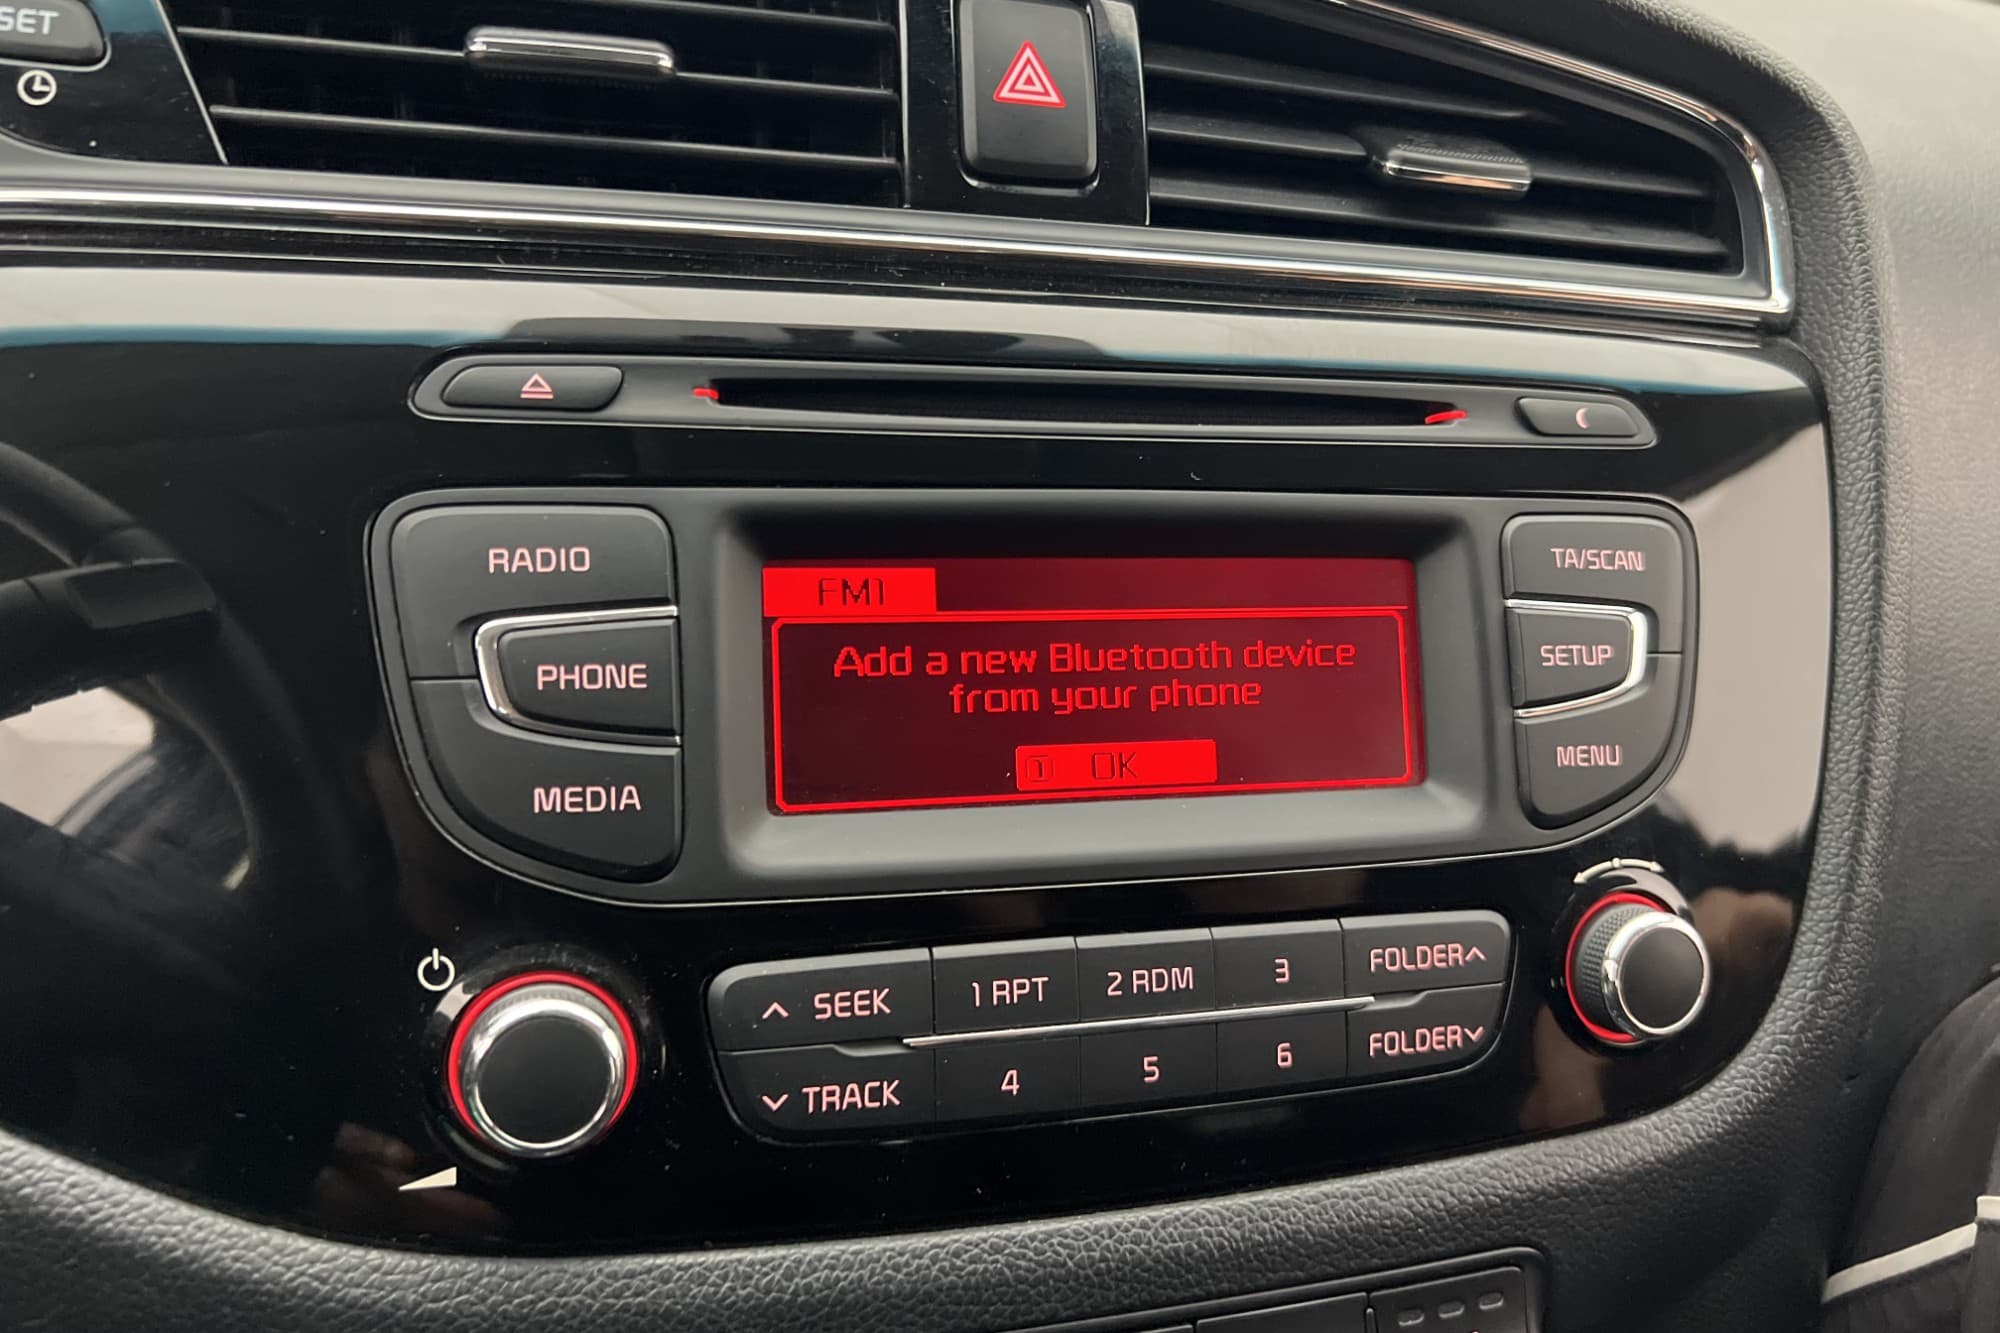 SET
RADIO
PHONE
MEDIA
FM1
Add a new Bluetooth device
from your phone
1 OK
TA/SCAN
SETUP
MENU
SEEK
1 RPT
2 RDM
3
FOLDER
TRACK
4
5
6
FOLDER